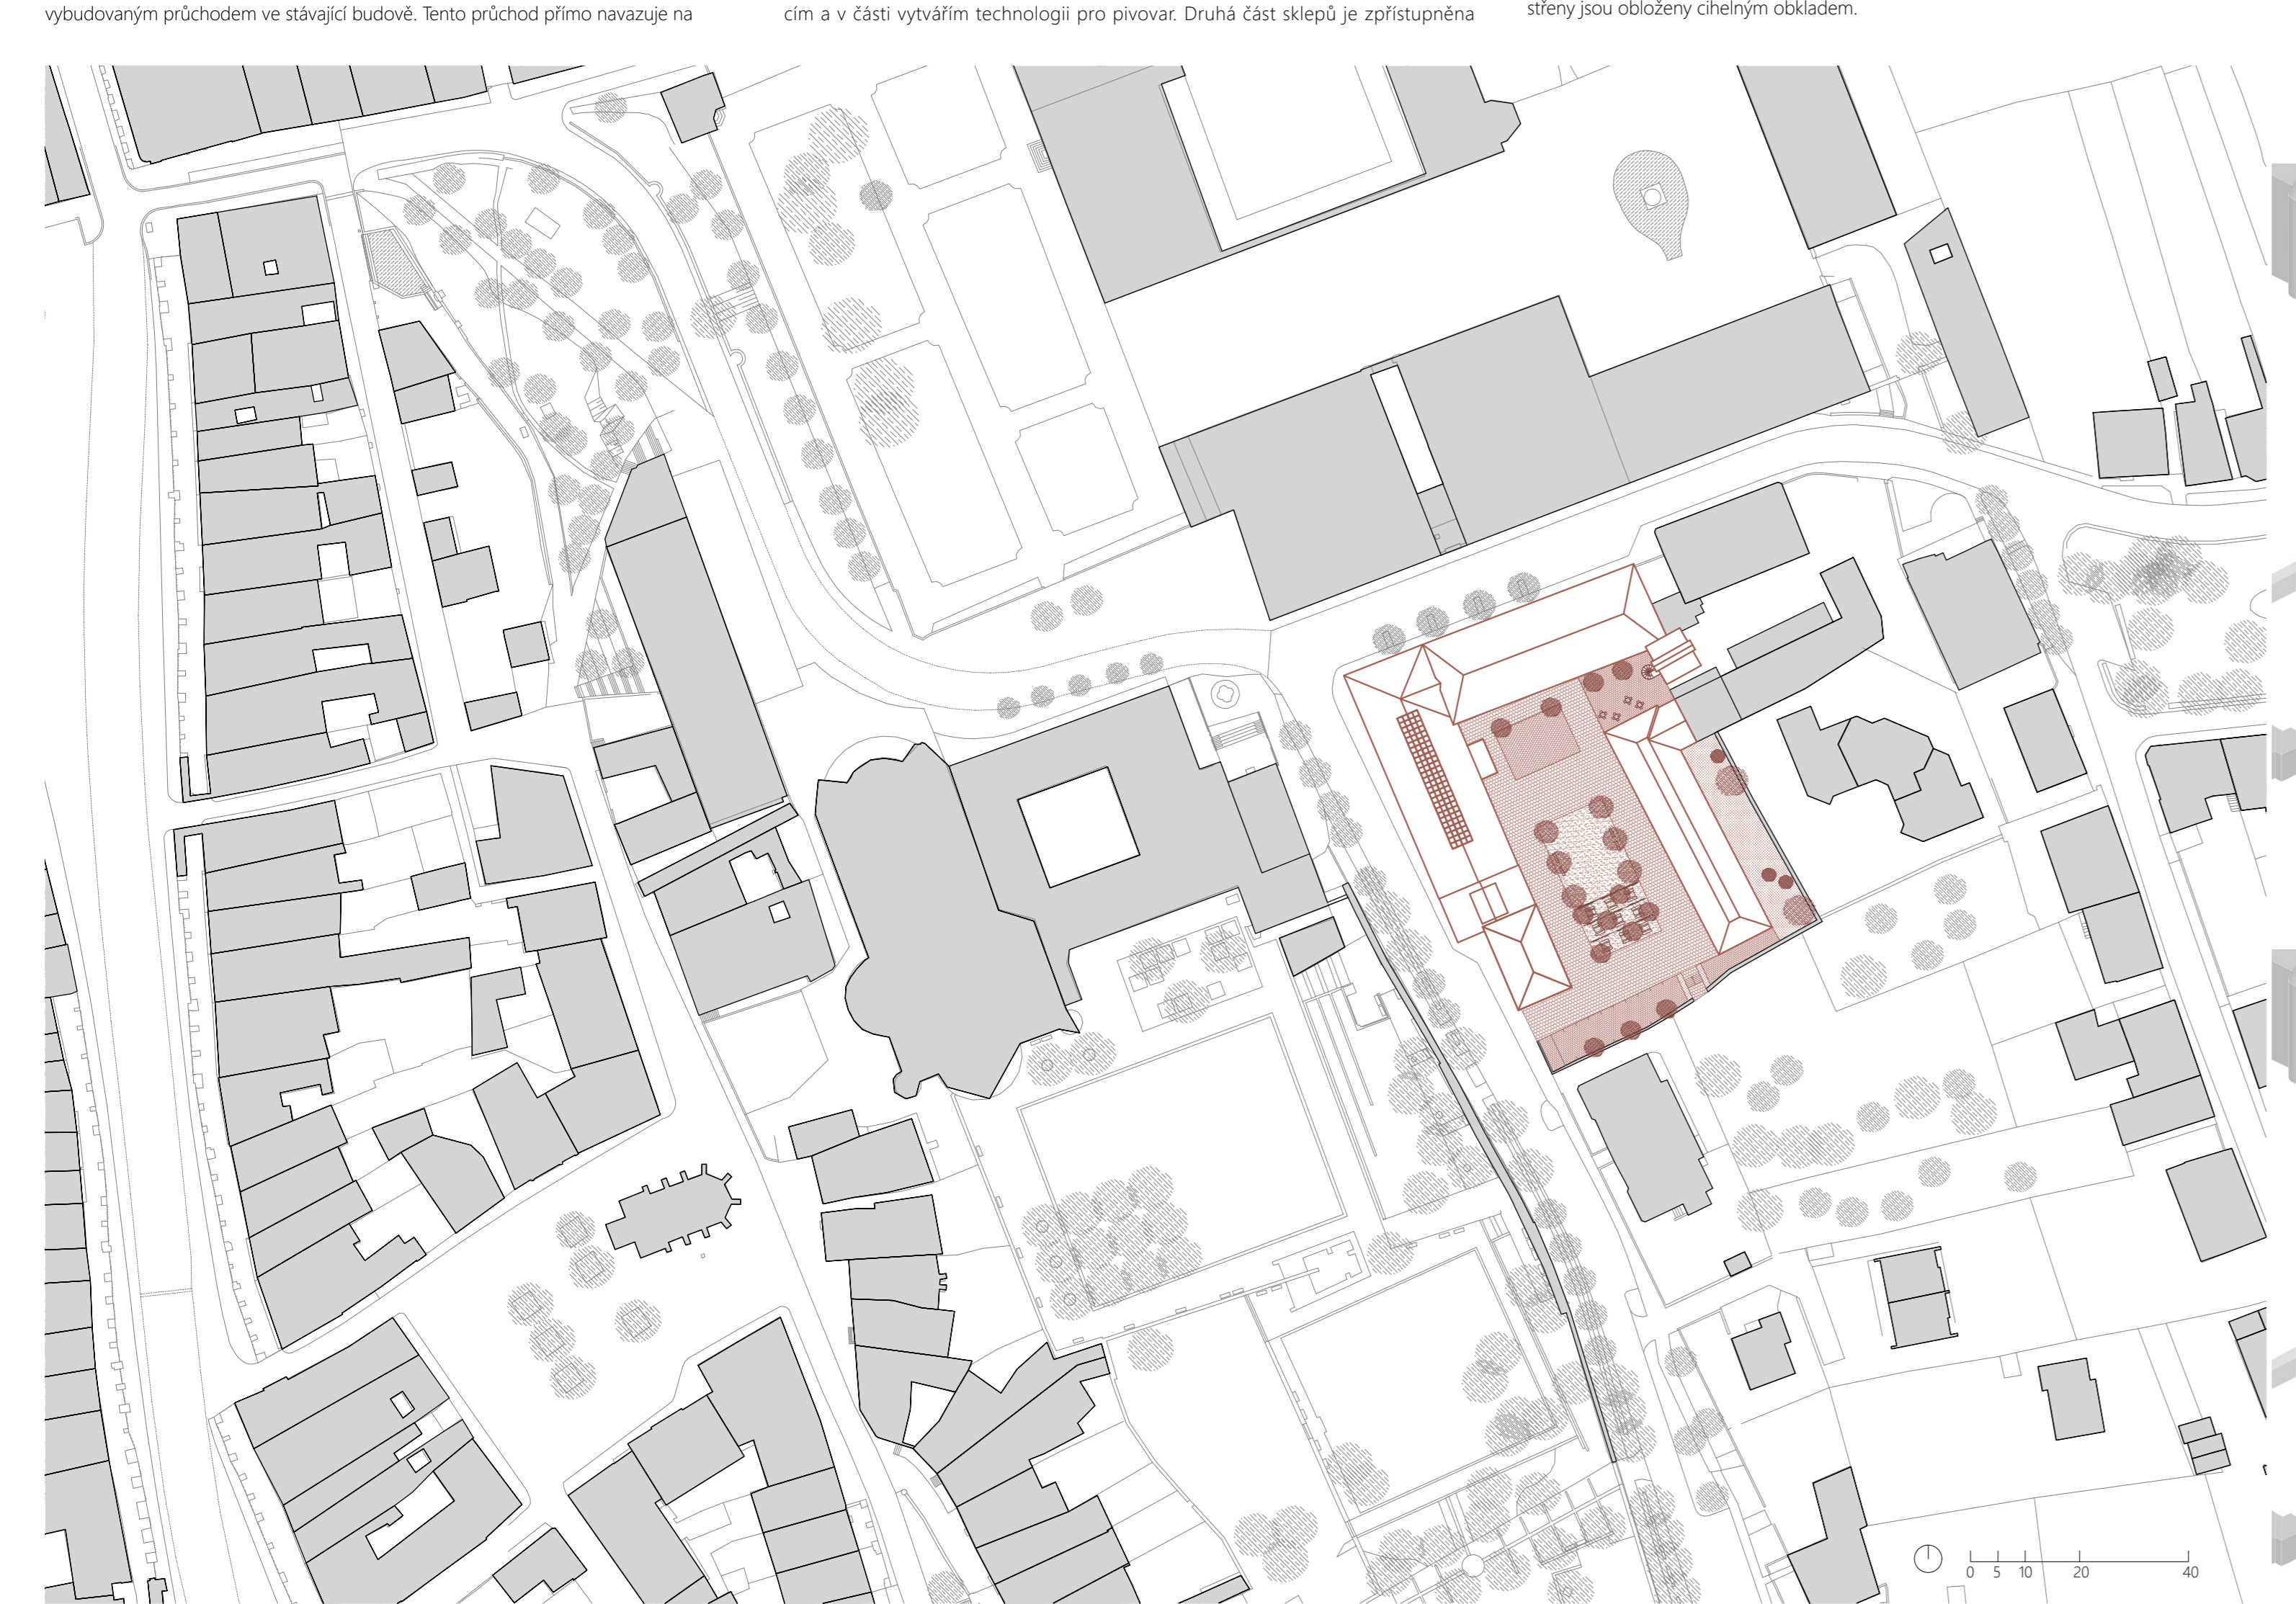 vybudovaným průchodem ve stávající budově. Tento průchod přímo navazuje na
cím a v části vytvářím technologii pro pivovar. Druhá část sklepů je zpřístupněna
střeny jsou obloženy cihelným obkladem.
0 5 10 20 40